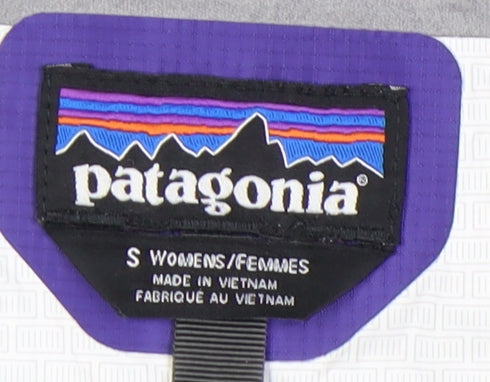 patagonia®
S WOMENS/FEMMES
MADE IN VIETNAM
FABRIQUÉ AU VIETNAM